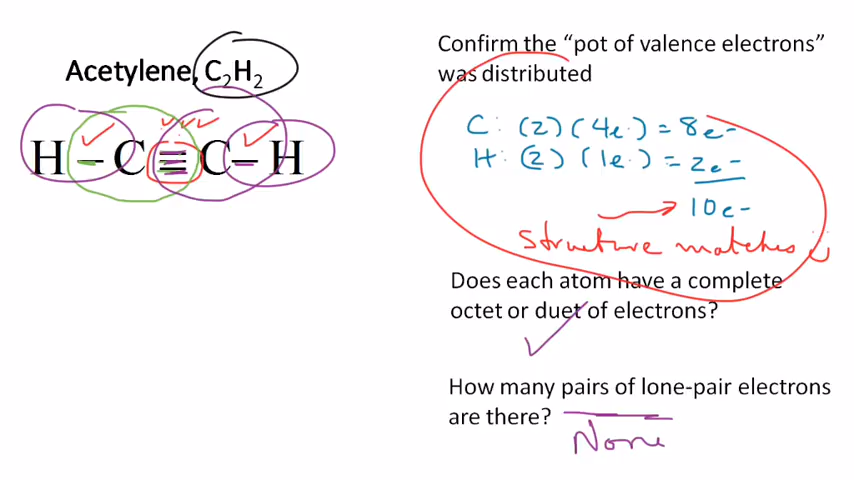 Acetylene, C₂H₂
H–C≡C–H
Confirm the “pot of valence electrons”
was distributed
C: (2) (4e-) = 8e-
H: (2) (1e-) = 2e-
10e-
Structure matches
Does each atom have a complete
octet or duet of electrons?
How many pairs of lone-pair electrons
are there?
None